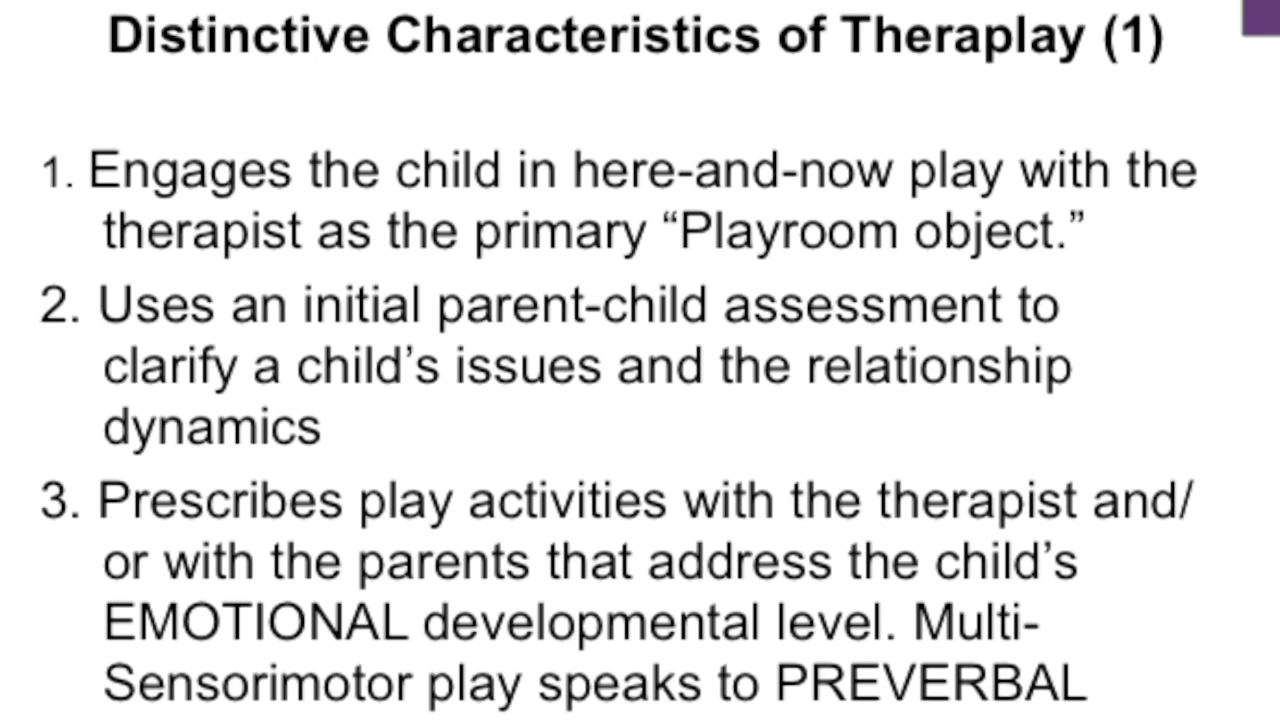 Distinctive Characteristics of Theraplay (1)
1. Engages the child in here-and-now play with the
therapist as the primary “Playroom object.”
2. Uses an initial parent-child assessment to
clarify a child’s issues and the relationship
dynamics
3. Prescribes play activities with the therapist and/
or with the parents that address the child’s
EMOTIONAL developmental level. Multi-
Sensorimotor play speaks to PREVERBAL